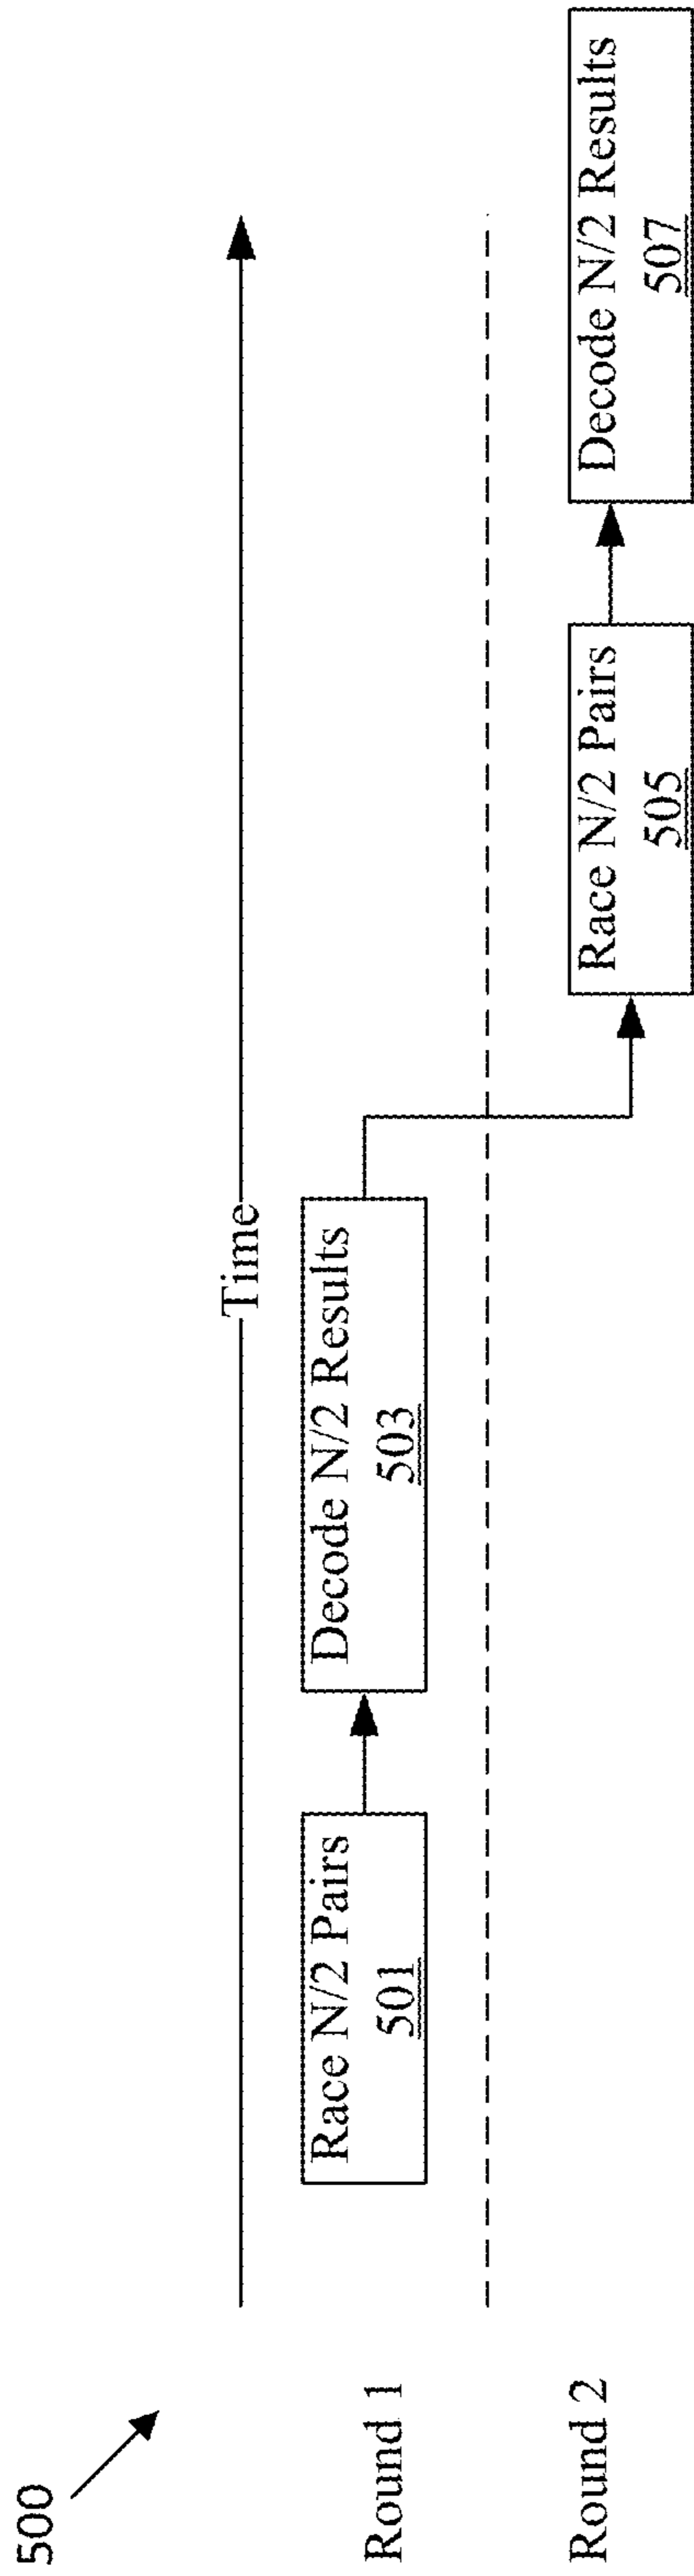 500
Time
Round 1
Race N/2 Pairs
501
Decode N/2 Results
503
Round 2
Race N/2 Pairs
505
Decode N/2 Results
507